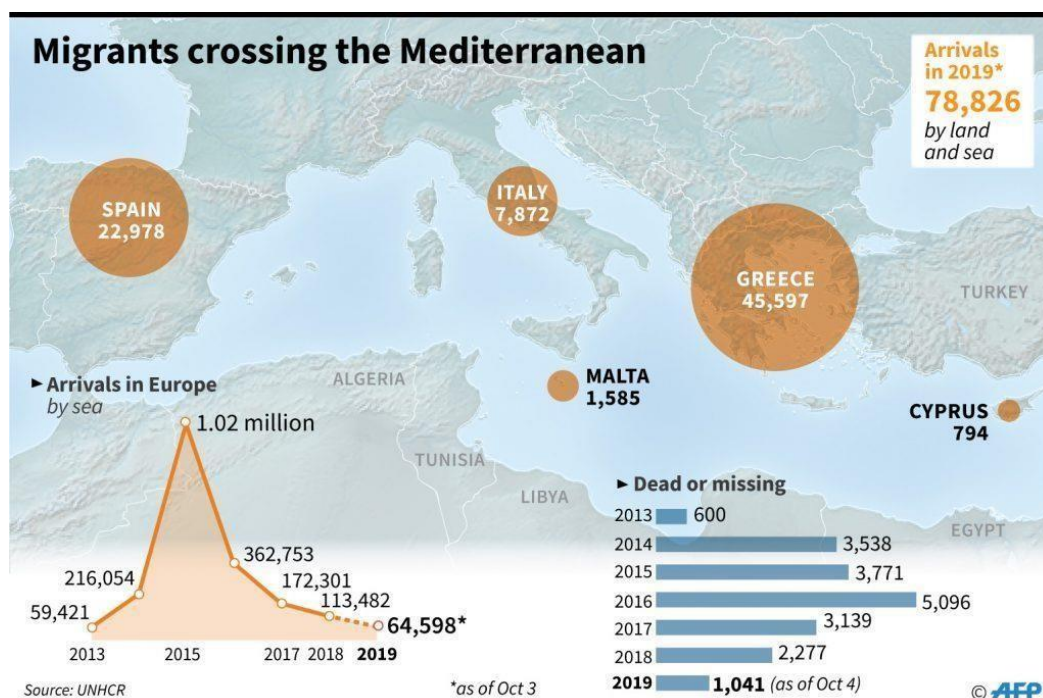 Migrants crossing the Mediterranean
Arrivals
in 2019*
78,826
by land
and sea
SPAIN
22,978
ITALY
7,872
GREECE
45,597
TURKEY
MALTA
1,585
CYPRUS
794
ALGERIA
TUNISIA
LIBYA
EGYPT
► Arrivals in Europe
by sea
1.02 million
362,753
216,054
172,301
113,482
59,421
64,598*
2013
2015
2017
2018
2019
► Dead or missing
2013 600
2014 3,538
2015 3,771
2016 5,096
2017 3,139
2018 2,277
2019 1,041 (as of Oct 4)
Source: UNHCR
*as of Oct 3
© AFP